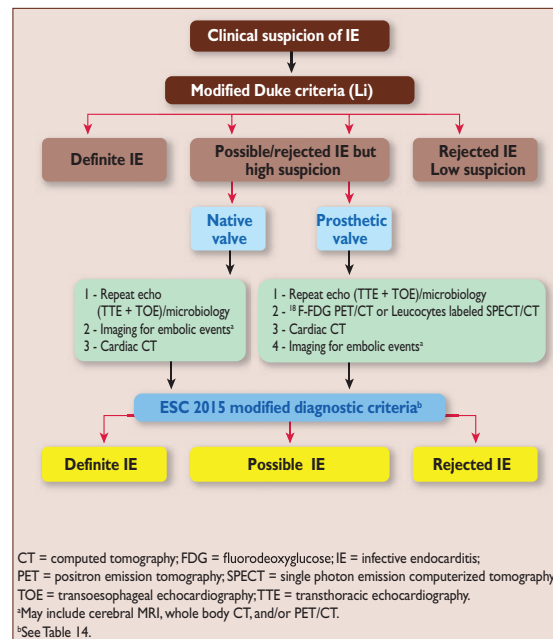 Clinical suspicion of IE
Modified Duke criteria (Li)
Definite IE
Possible/rejected IE but
high suspicion
Rejected IE
Low suspicion
Native
valve
Prosthetic
valve
1 - Repeat echo
(TTE + TOE)/microbiology
2 - Imaging for embolic eventsᵃ
3 - Cardiac CT
1 - Repeat echo (TTE + TOE)/microbiology
2 - ¹⁸ F-FDG PET/CT or Leucocytes labeled SPECT/CT
3 - Cardiac CT
4 - Imaging for embolic eventsᵃ
ESC 2015 modified diagnostic criteriaᵇ
Definite IE
Possible IE
Rejected IE
CT = computed tomography; FDG = fluorodeoxyglucose; IE = infective endocarditis;
PET = positron emission tomography; SPECT = single photon emission computerized tomography;
TOE = transoesophageal echocardiography; TTE = transthoracic echocardiography.
ᵃMay include cerebral MRI, whole body CT, and/or PET/CT.
ᵇSee Table 14.